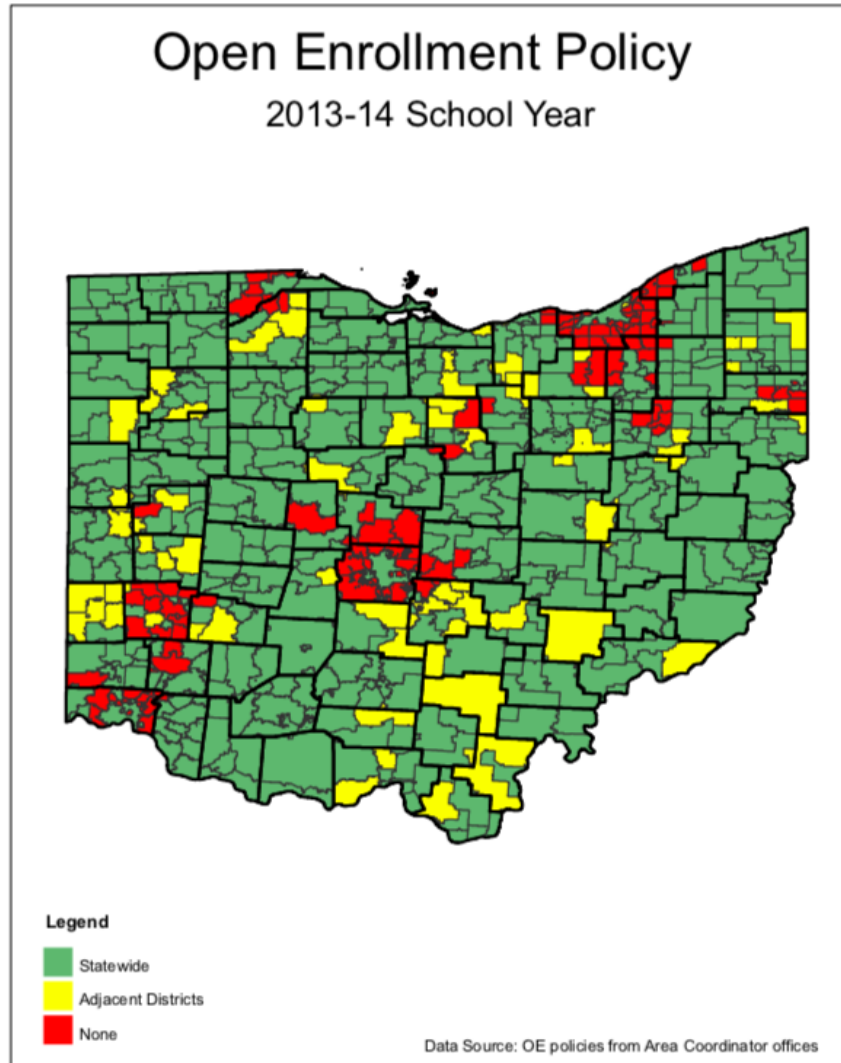 Open Enrollment Policy
2013-14 School Year
Legend
Statewide
Adjacent Districts
None
Data Source: OE policies from Area Coordinator offices